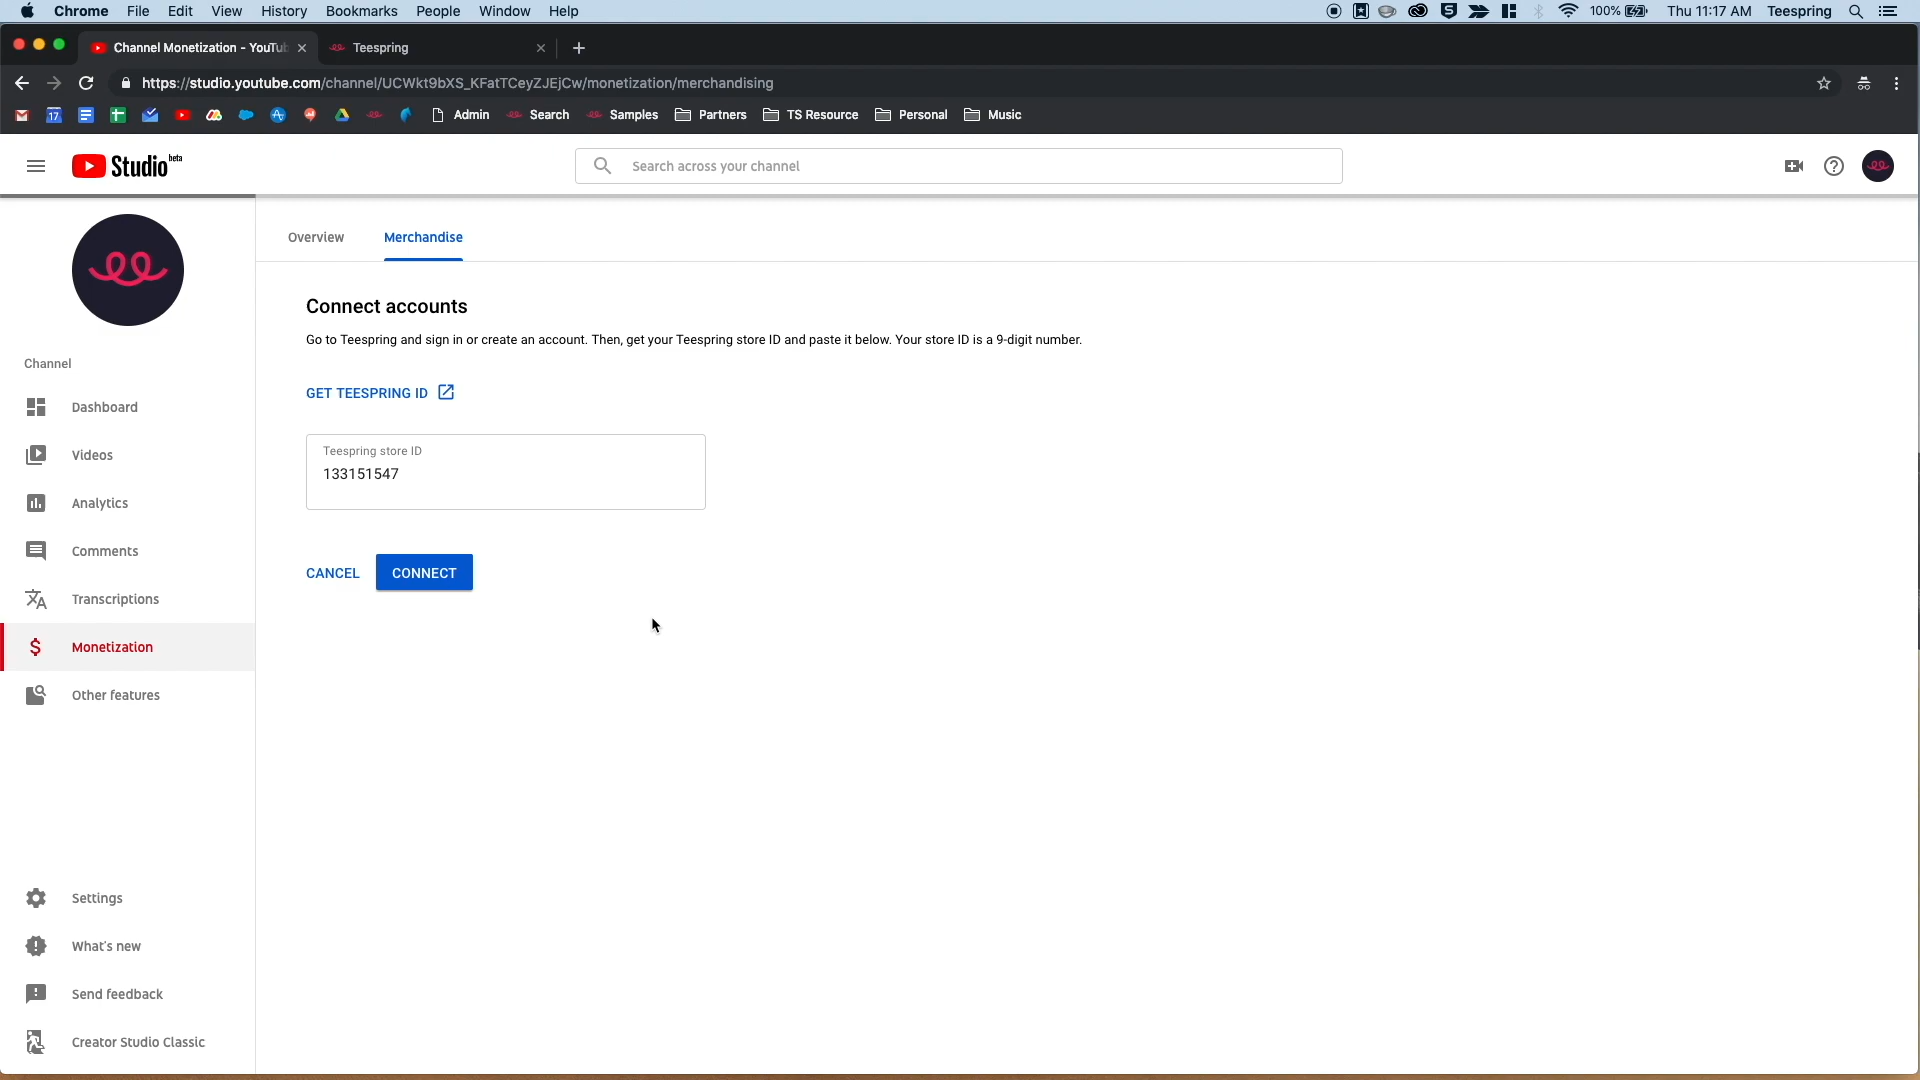 Chrome File Edit View History Bookmarks People Window Help 100% Thu 11:17 AM Teespring
Channel Monetization - YouTub Teespring
https://studio.youtube.com/channel/UCWkt9bXS_KFatTCeyZJEjCw/monetization/merchandising
17 Admin Search Samples Partners TS Resource Personal Music
Studio beta Search across your channel
Overview Merchandise
Connect accounts
Go to Teespring and sign in or create an account. Then, get your Teespring store ID and paste it below. Your store ID is a 9-digit number.
GET TEESPRING ID
Teespring store ID
133151547
CANCEL CONNECT
Channel
Dashboard
Videos
Analytics
Comments
Transcriptions
Monetization
Other features
Settings
What's new
Send feedback
Creator Studio Classic